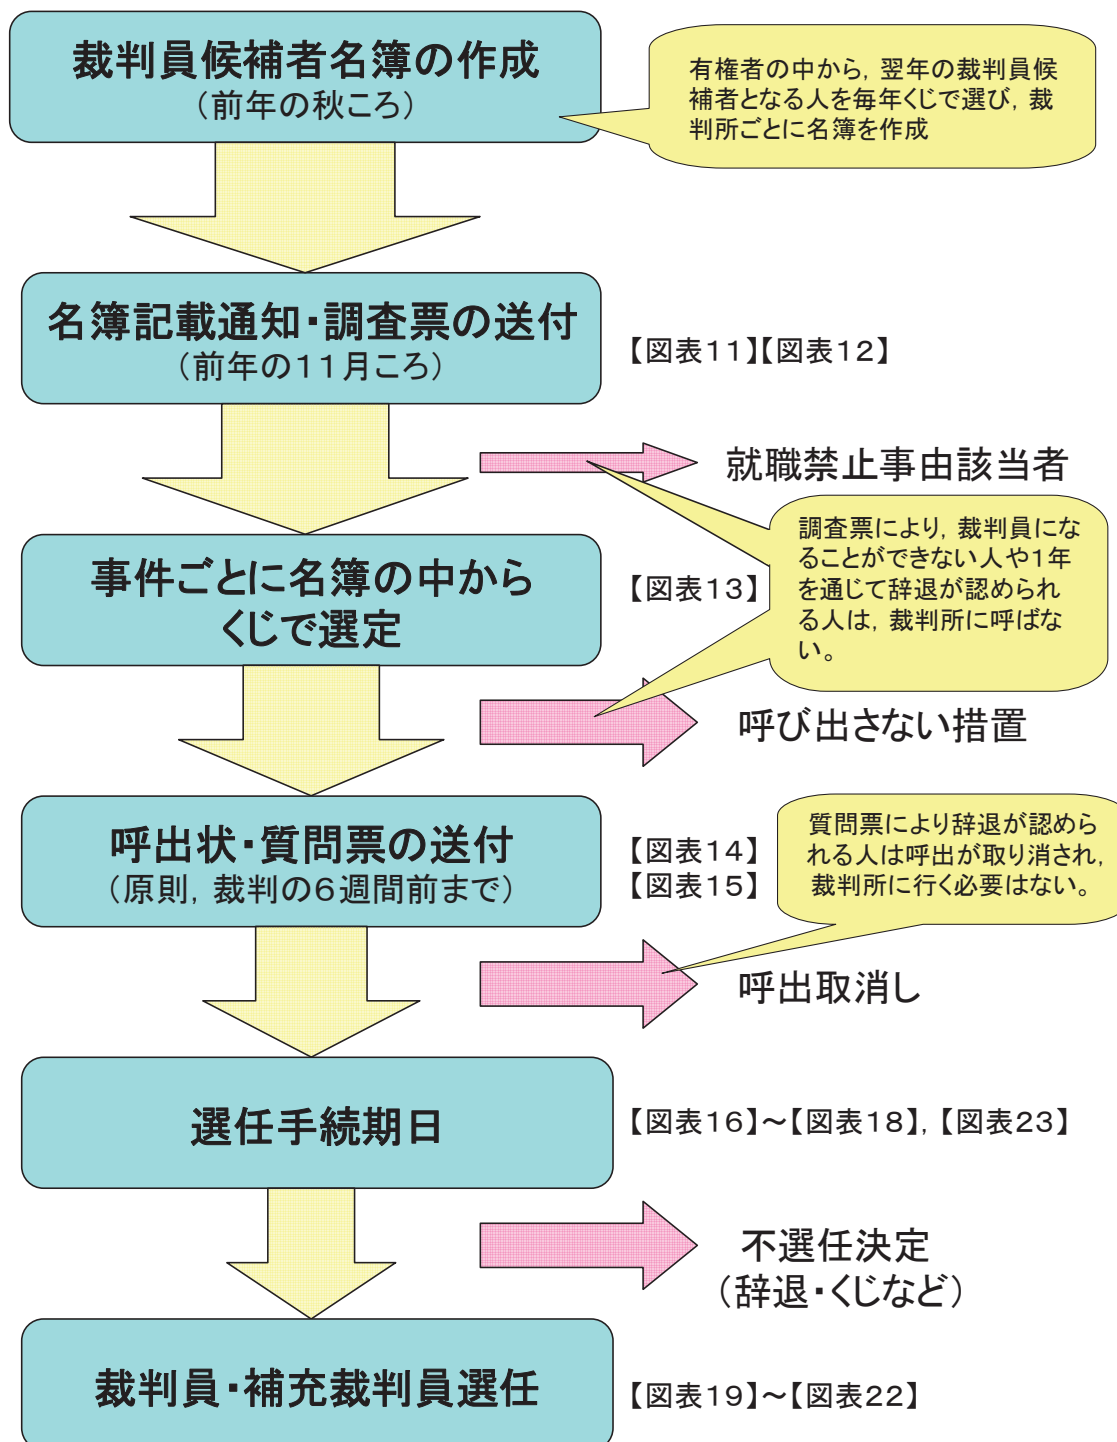 裁判員候補者名簿の作成
（前年の秋ころ）
有権者の中から，翌年の裁判員候
補者となる人を毎年くじで選び，裁
判所ごとに名簿を作成
名簿記載通知・調査票の送付
（前年の１１月ころ）
【図表１１】【図表１２】
就職禁止事由該当者
調査票により，裁判員にな
ることができない人や１年
を通じて辞退が認められ
る人は，裁判所に呼ばな
い。
事件ごとに名簿の中から
くじで選定
【図表１３】
呼び出さない措置
呼出状・質問票の送付
（原則，裁判の６週間前まで）
【図表１４】
【図表１５】
質問票により辞退が認めら
れる人は呼出が取り消され，
裁判所に行く必要はない。
呼出取消し
選任手続期日
【図表１６】～【図表１８】，【図表２３】
不選任決定
（辞退・くじなど）
裁判員・補充裁判員選任
【図表１９】～【図表２２】